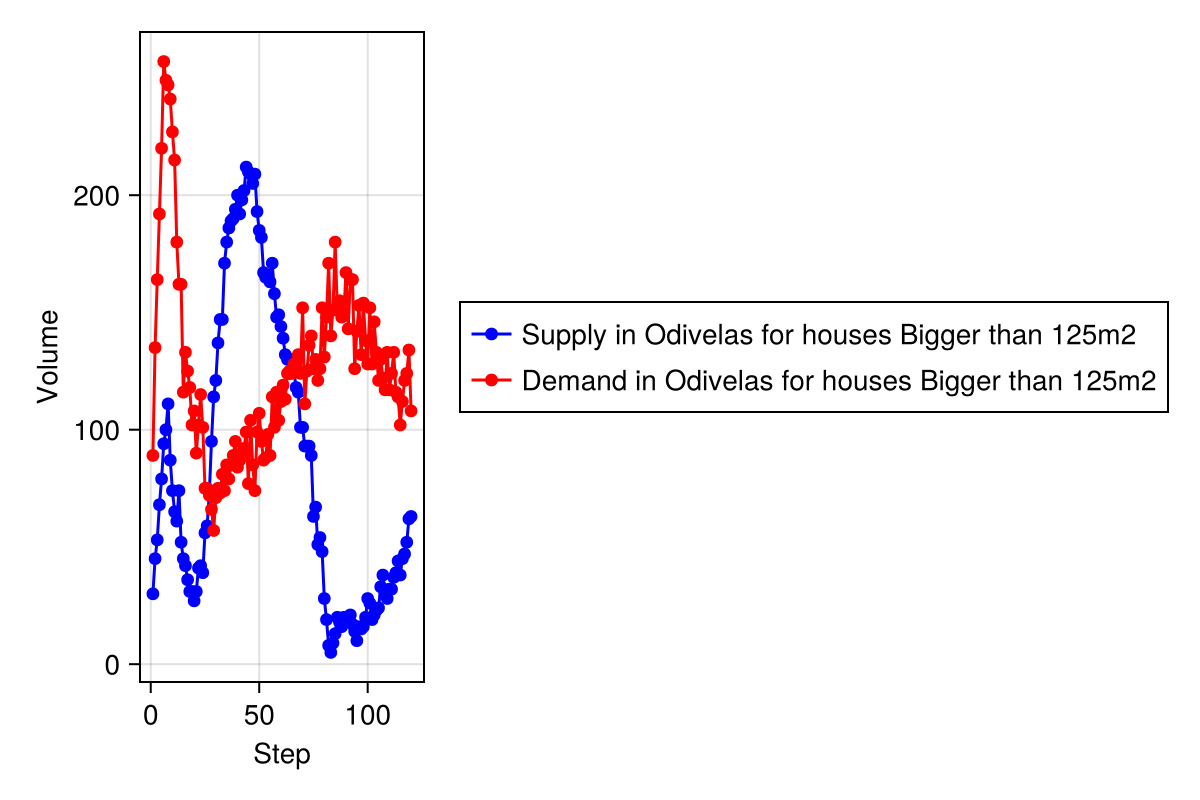 Volume
200
100
0
0 50 100
Step
Supply in Odivelas for houses Bigger than 125m2
Demand in Odivelas for houses Bigger than 125m2